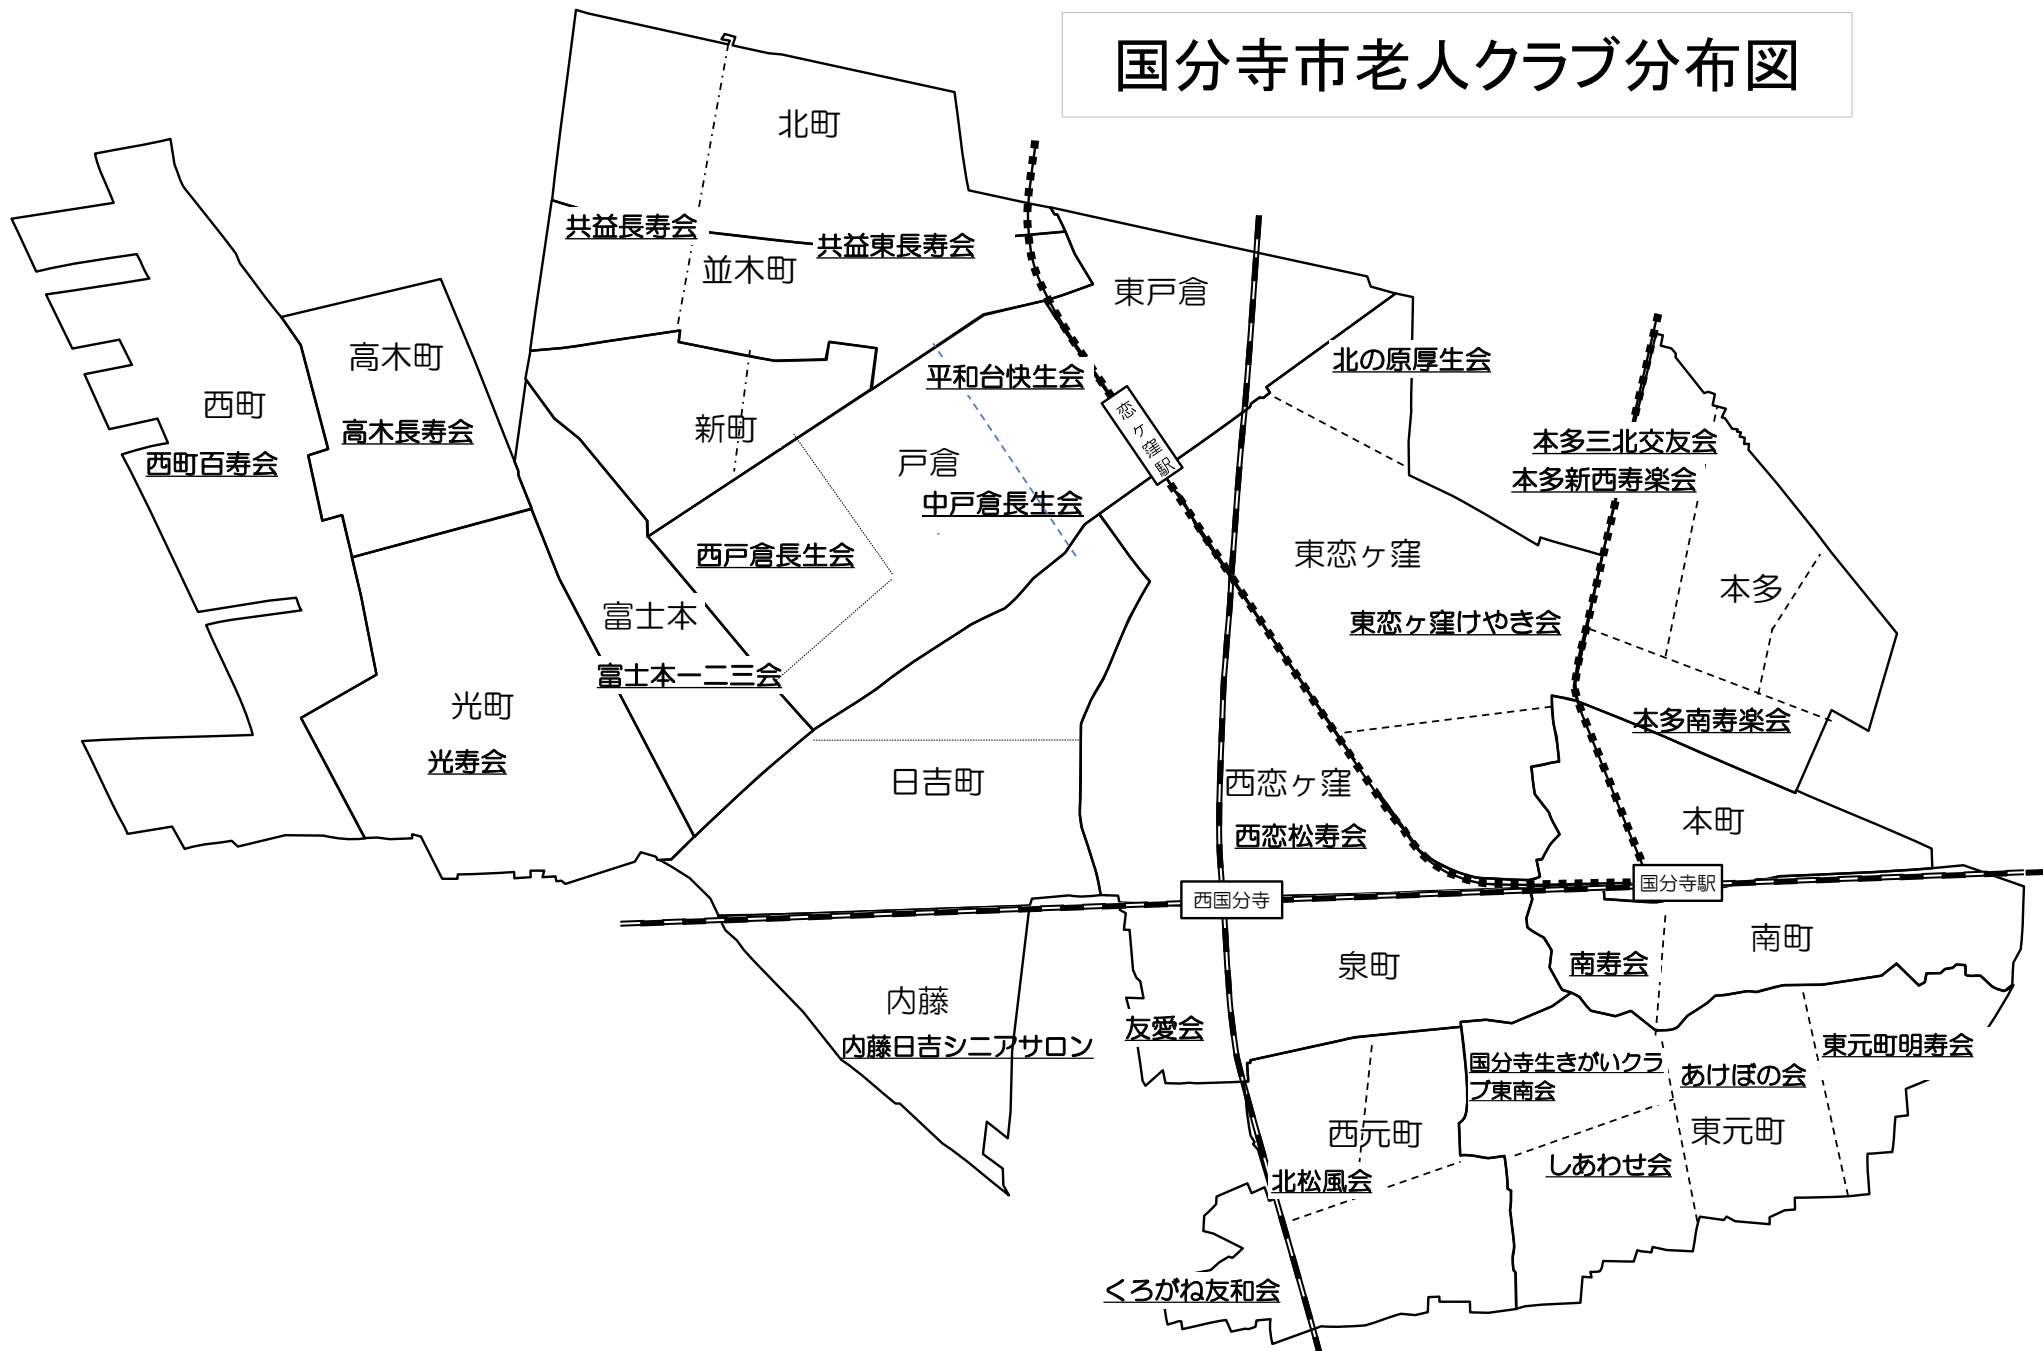 国分寺市老人クラブ分布図
北町
共益長寿会
共益東長寿会
並木町
東戸倉
高木町
高木長寿会
西町
西町百寿会
新町
平和台快生会
恋ヶ窪駅
北の原厚生会
戸倉
中戸倉長生会
西戸倉長生会
本多三北交友会
本多新西寿楽会
東恋ヶ窪
東恋ヶ窪けやき会
本多
本多南寿楽会
富士本
富士本一二三会
光町
光寿会
日吉町
西恋ヶ窪
西恋松寿会
本町
国分寺駅
西国分寺
泉町
南町
南寿会
内藤
内藤日吉シニアサロン
友愛会
国分寺生きがいクラ
ブ東南会
あけぼの会
東元町明寿会
西元町
東元町
しあわせ会
北松風会
くろがね友和会